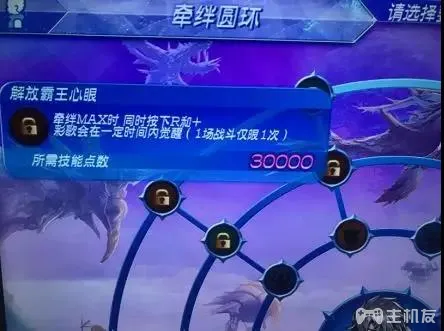 牵绊圆环
请选择
解放霸王心眼
牵绊MAX时 同时按下R和+
彩歌会在一定时间内觉醒（1场战斗仅限1次）
所需技能点数 30000
主机友